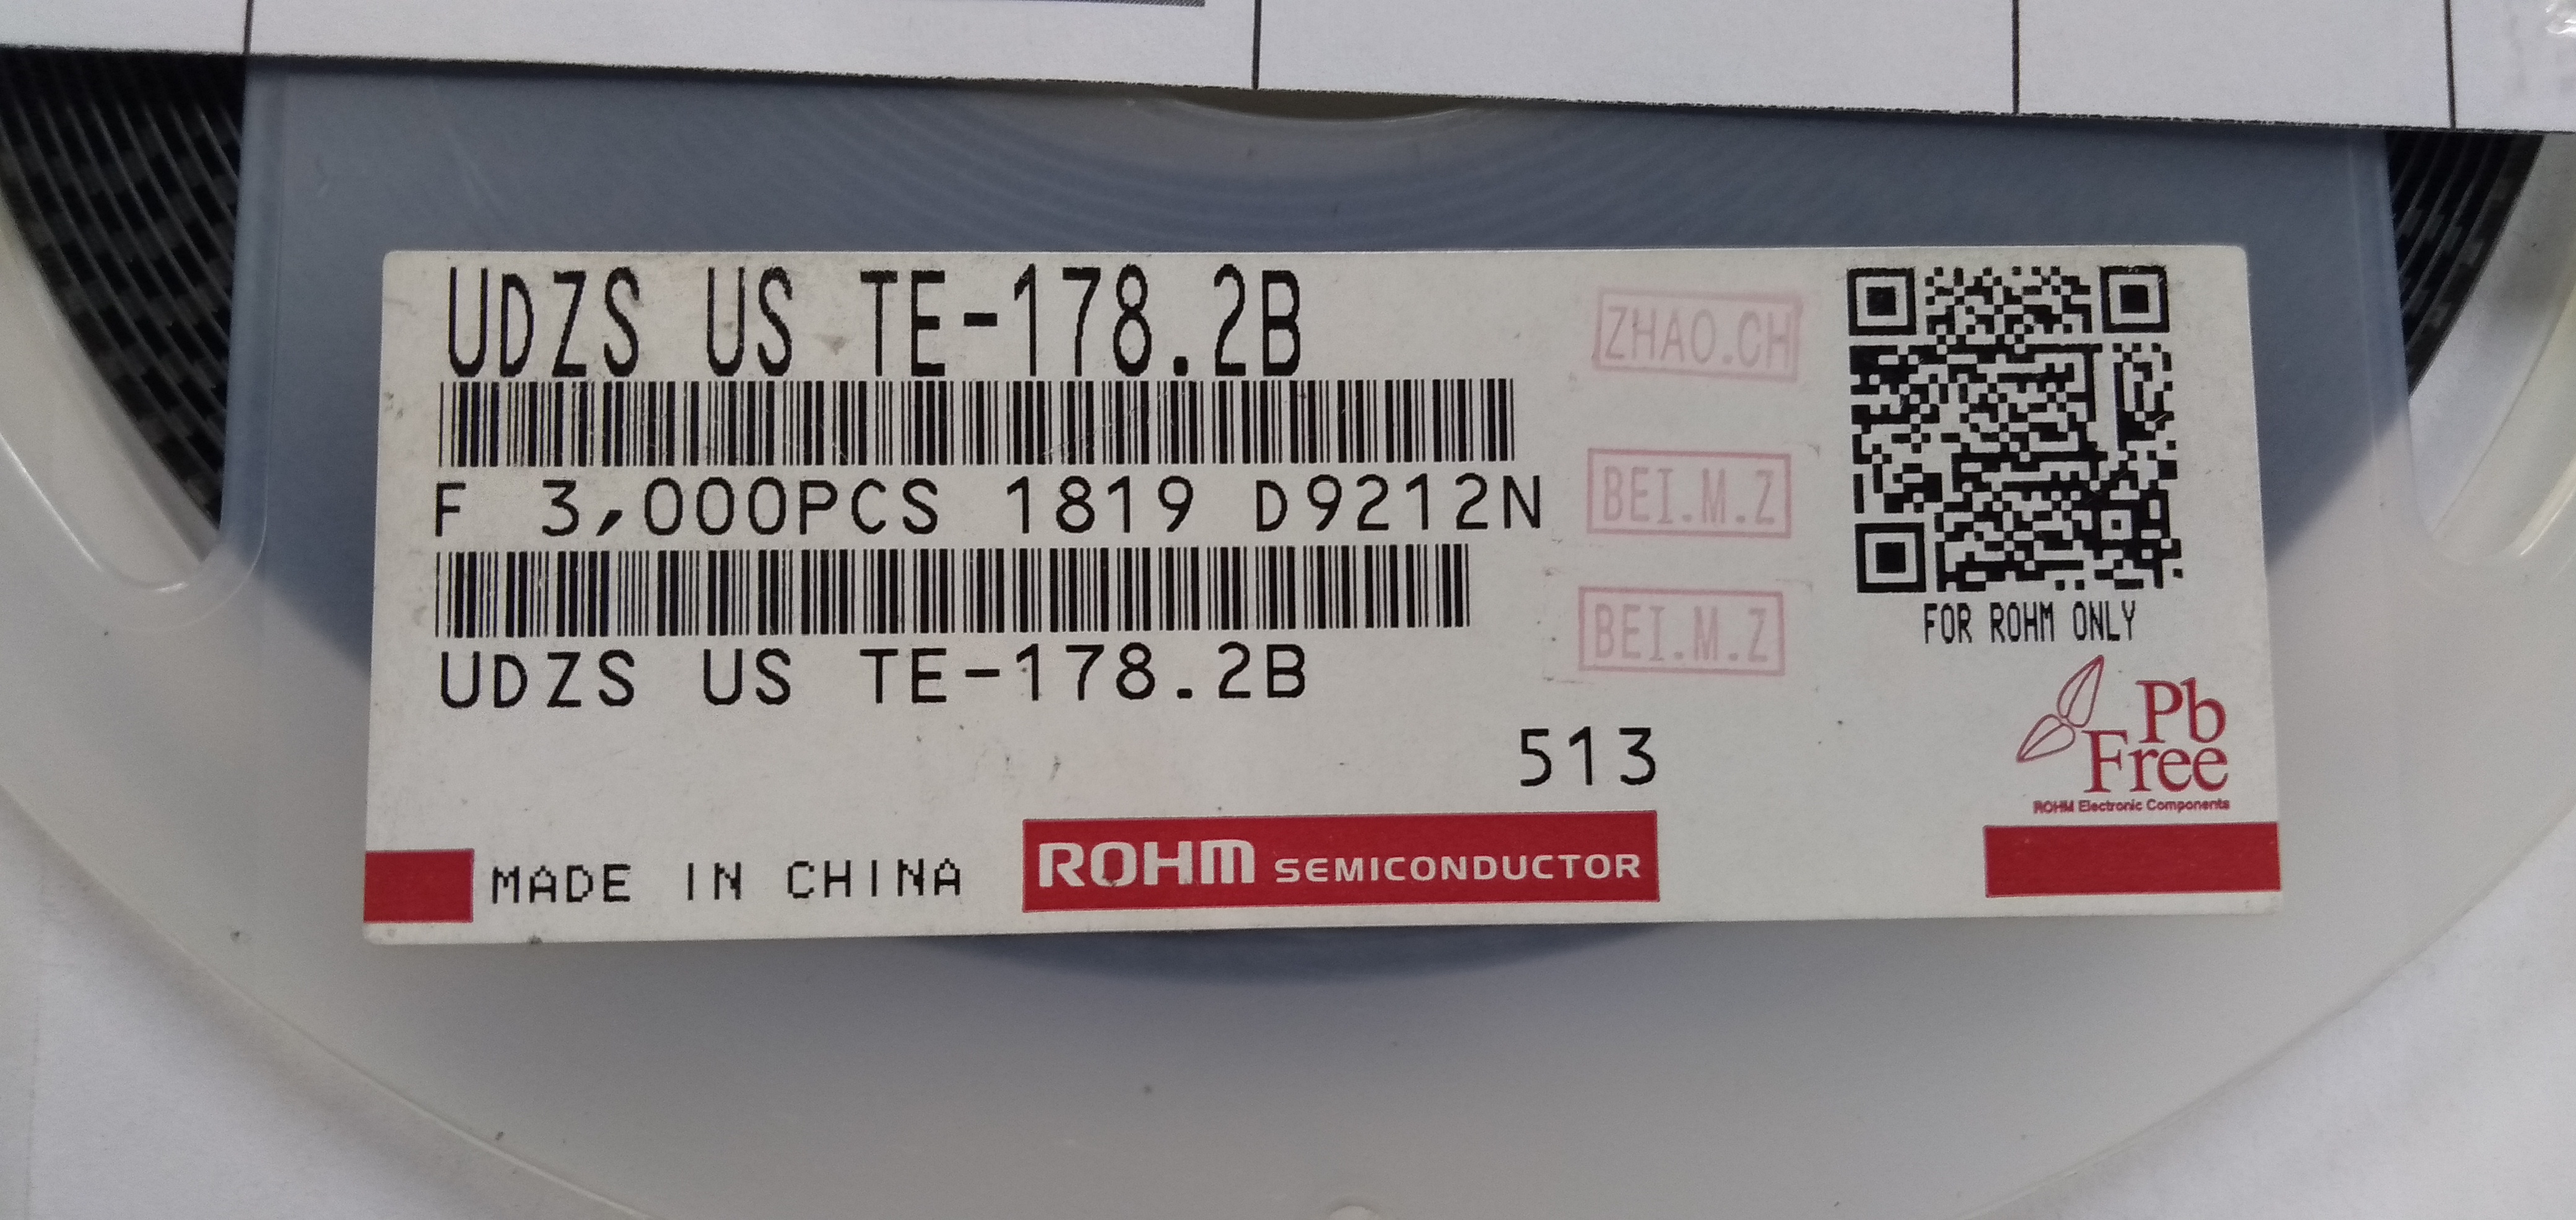 UDZS US TE-178.2B
ZHAO.CH
F 3,000PCS 1819 D9212N
BEI.M.Z
BEI.M.Z
UDZS US TE-178.2B
FOR ROHM ONLY
513
Pb
Free
ROHM Electronic Components
MADE IN CHINA
ROHM SEMICONDUCTOR